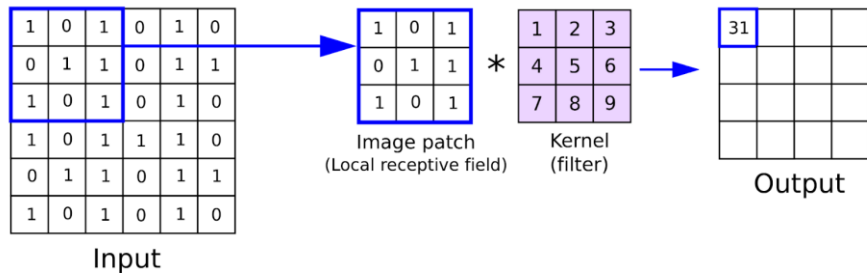 1 0 1 0 1 0
0 1 1 0 1 1
1 0 1 0 1 0
1 0 1 1 1 0
0 1 1 0 1 1
1 0 1 0 1 0
Input
1 0 1
0 1 1
1 0 1
Image patch
(Local receptive field)
*
1 2 3
4 5 6
7 8 9
Kernel
(filter)
31
Output